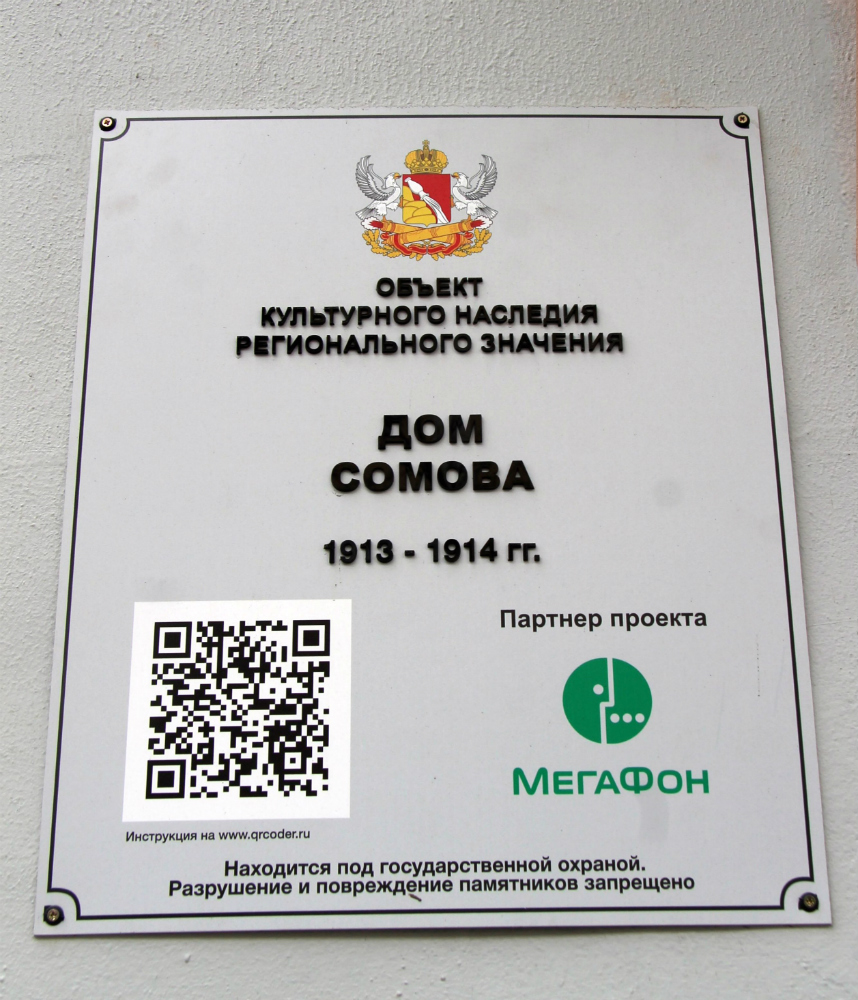 ОБЪЕКТ
КУЛЬТУРНОГО НАСЛЕДИЯ
РЕГИОНАЛЬНОГО ЗНАЧЕНИЯ
ДОМ
СОМОВА
1913 - 1914 гг.
Партнер проекта
МЕГАФОН
Инструкция на www.qrcoder.ru
Находится под государственной охраной.
Разрушение и повреждение памятников запрещено